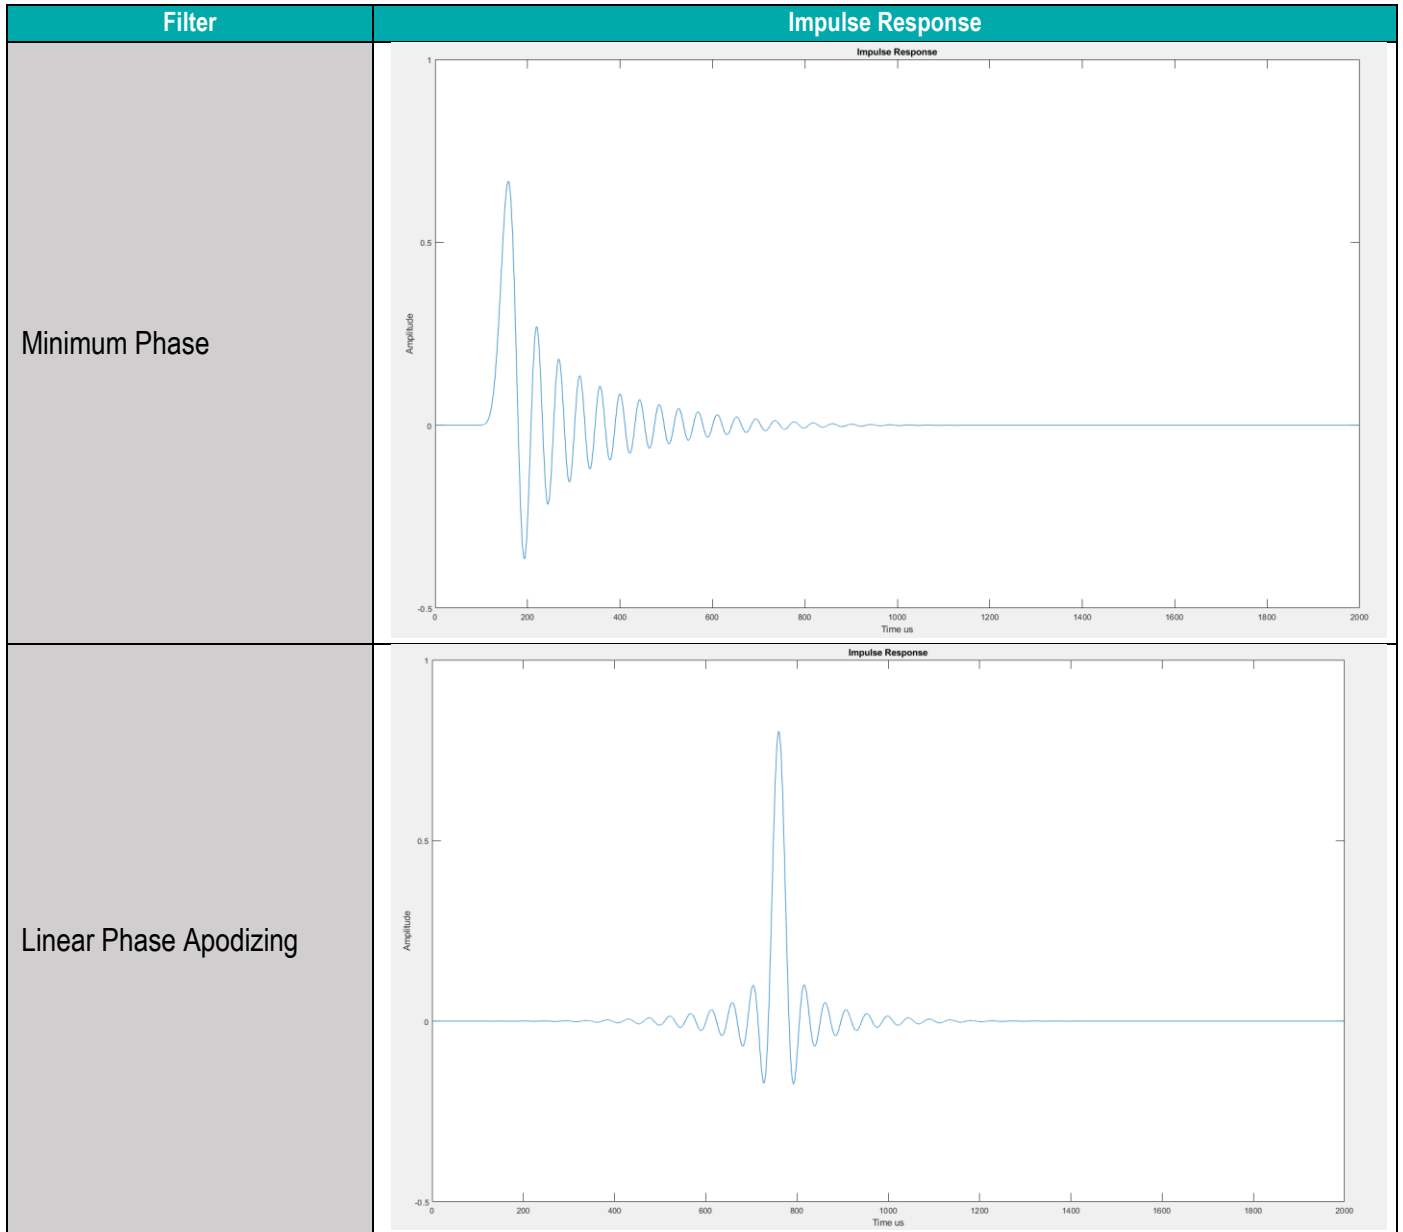 Filter Impulse Response
Minimum Phase
Impulse Response
1
0.5
0
-0.5
Amplitude
0 200 400 600 800 1000 1200 1400 1600 1800 2000
Time us
Linear Phase Apodizing
Impulse Response
1
0.5
0
-0.5
Amplitude
0 200 400 600 800 1000 1200 1400 1600 1800 2000
Time us